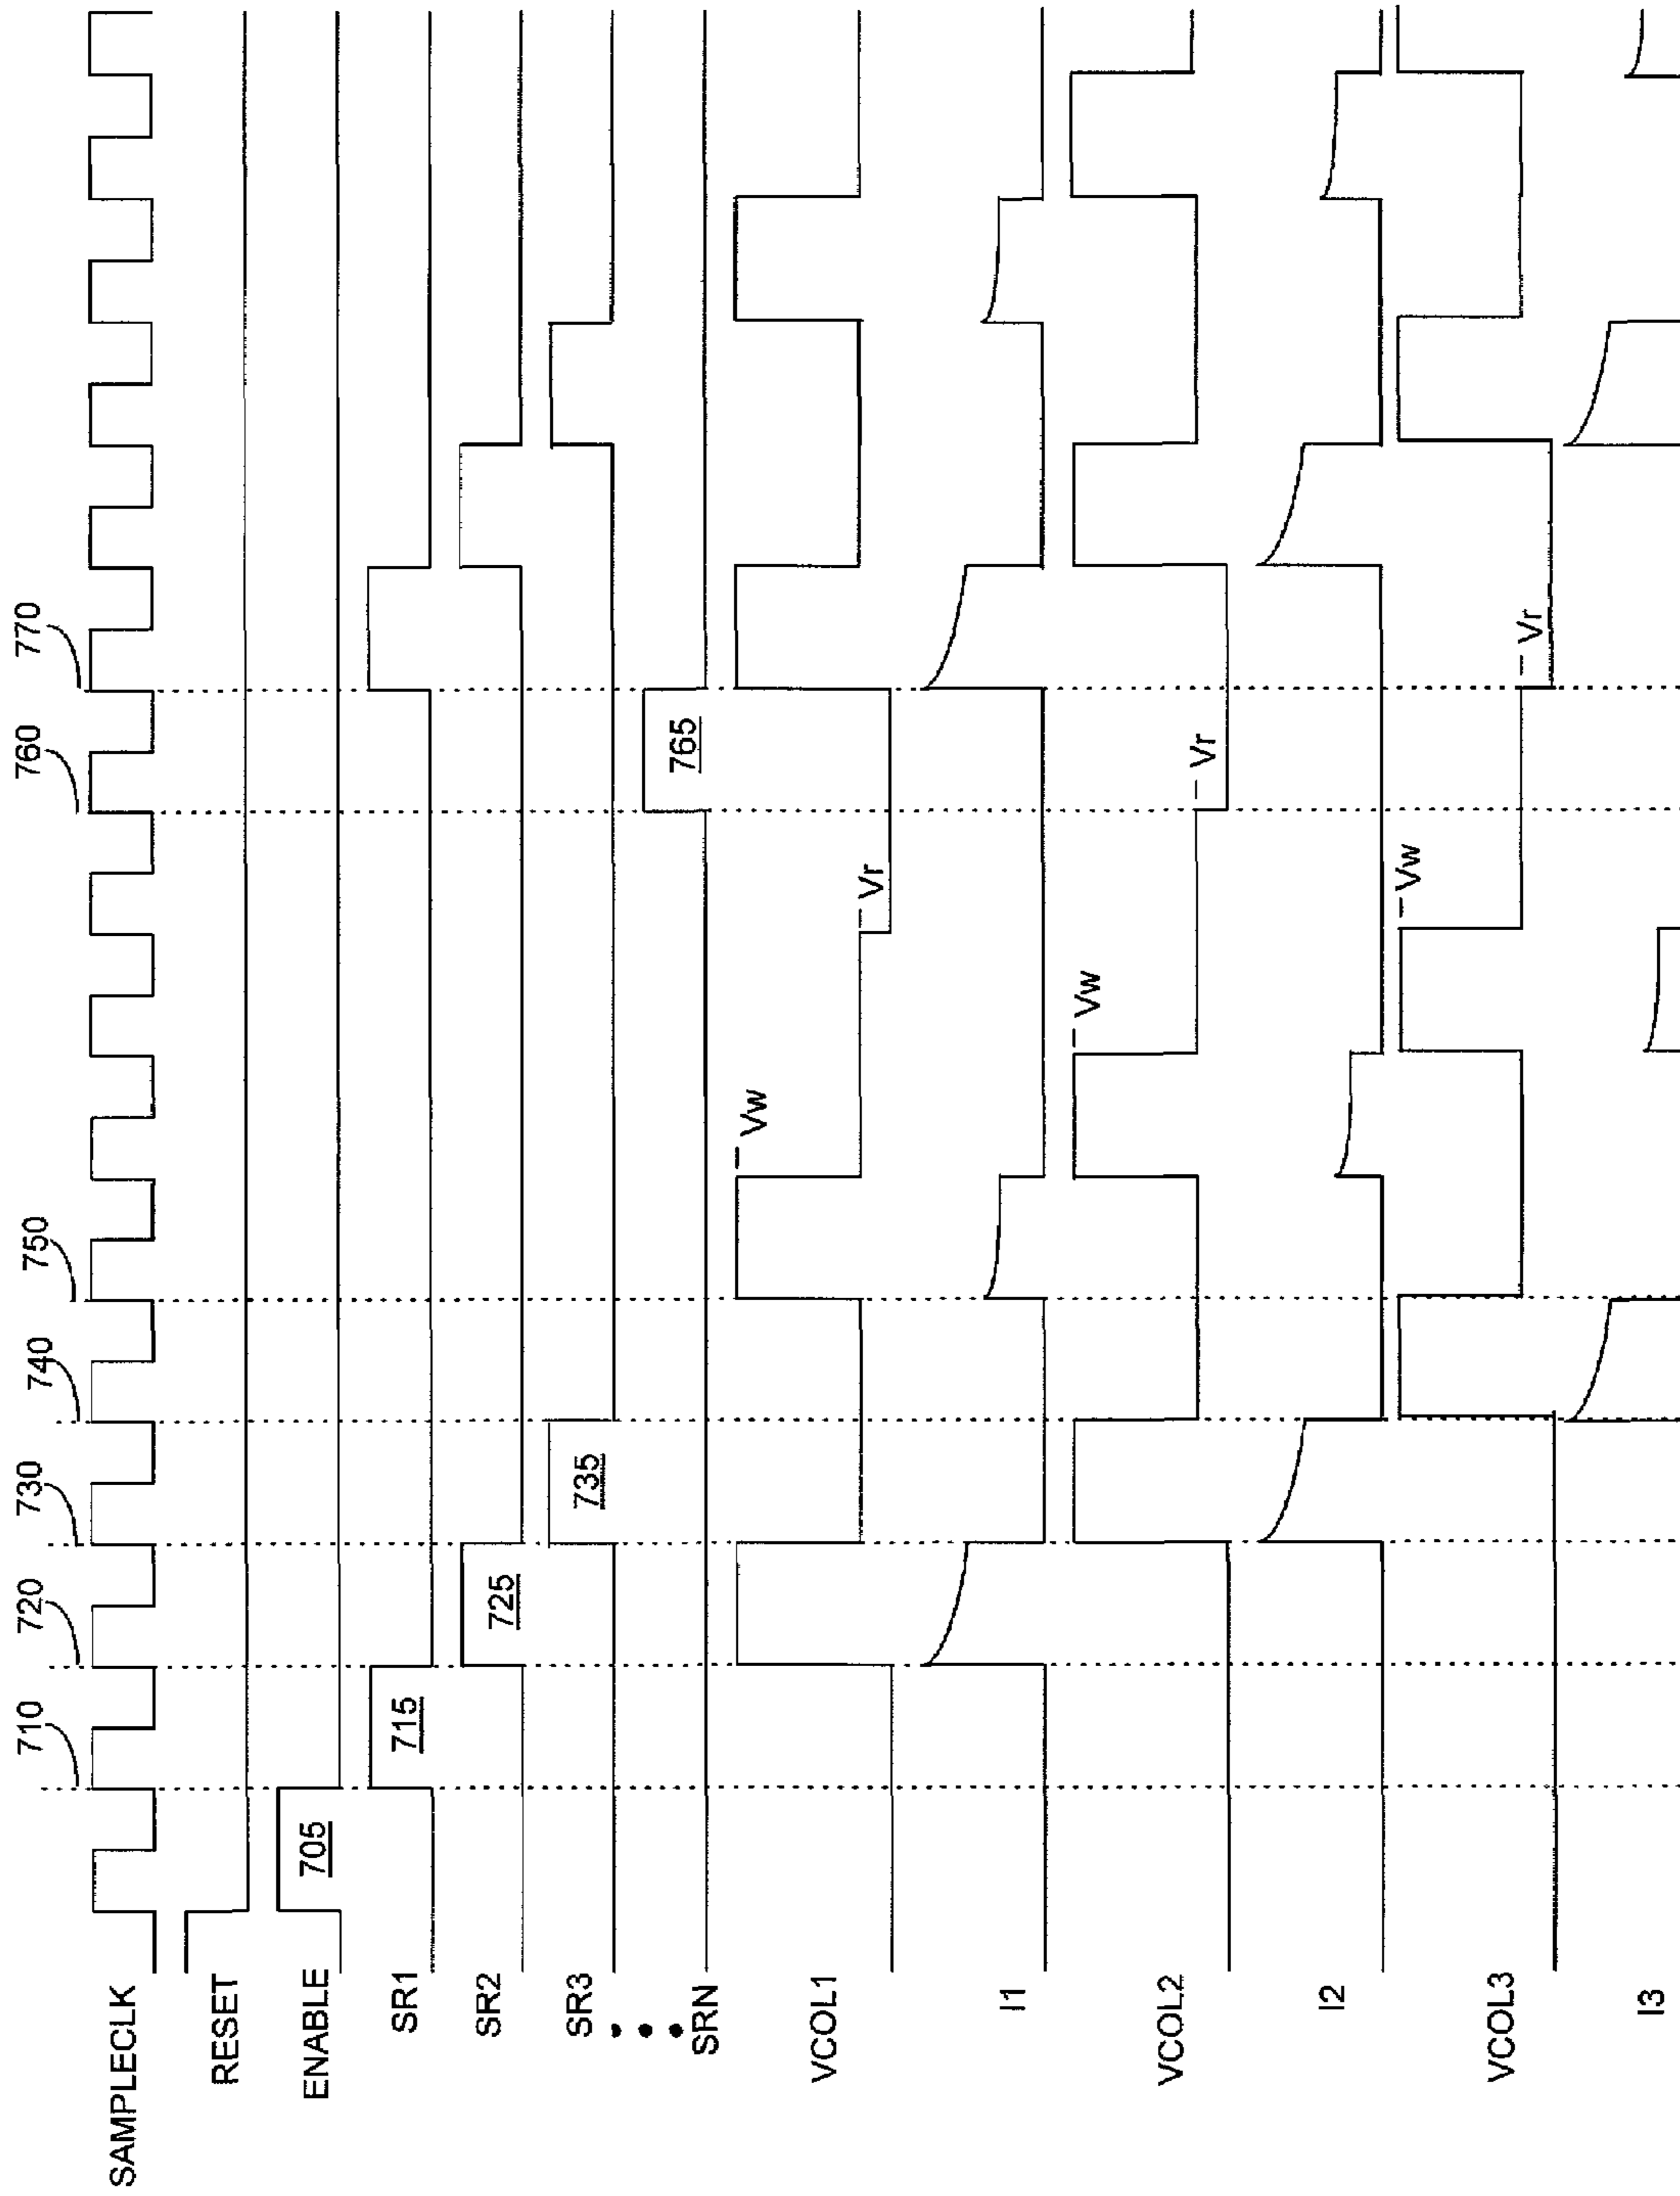 710
720
730
740
750
760
770
SAMPLECLK
RESET
ENABLE
705
SR1
715
SR2
725
SR3
735
SRN
765
VCOL1
Vw
Vr
I1
VCOL2
Vw
Vr
I2
VCOL3
Vw
Vr
I3